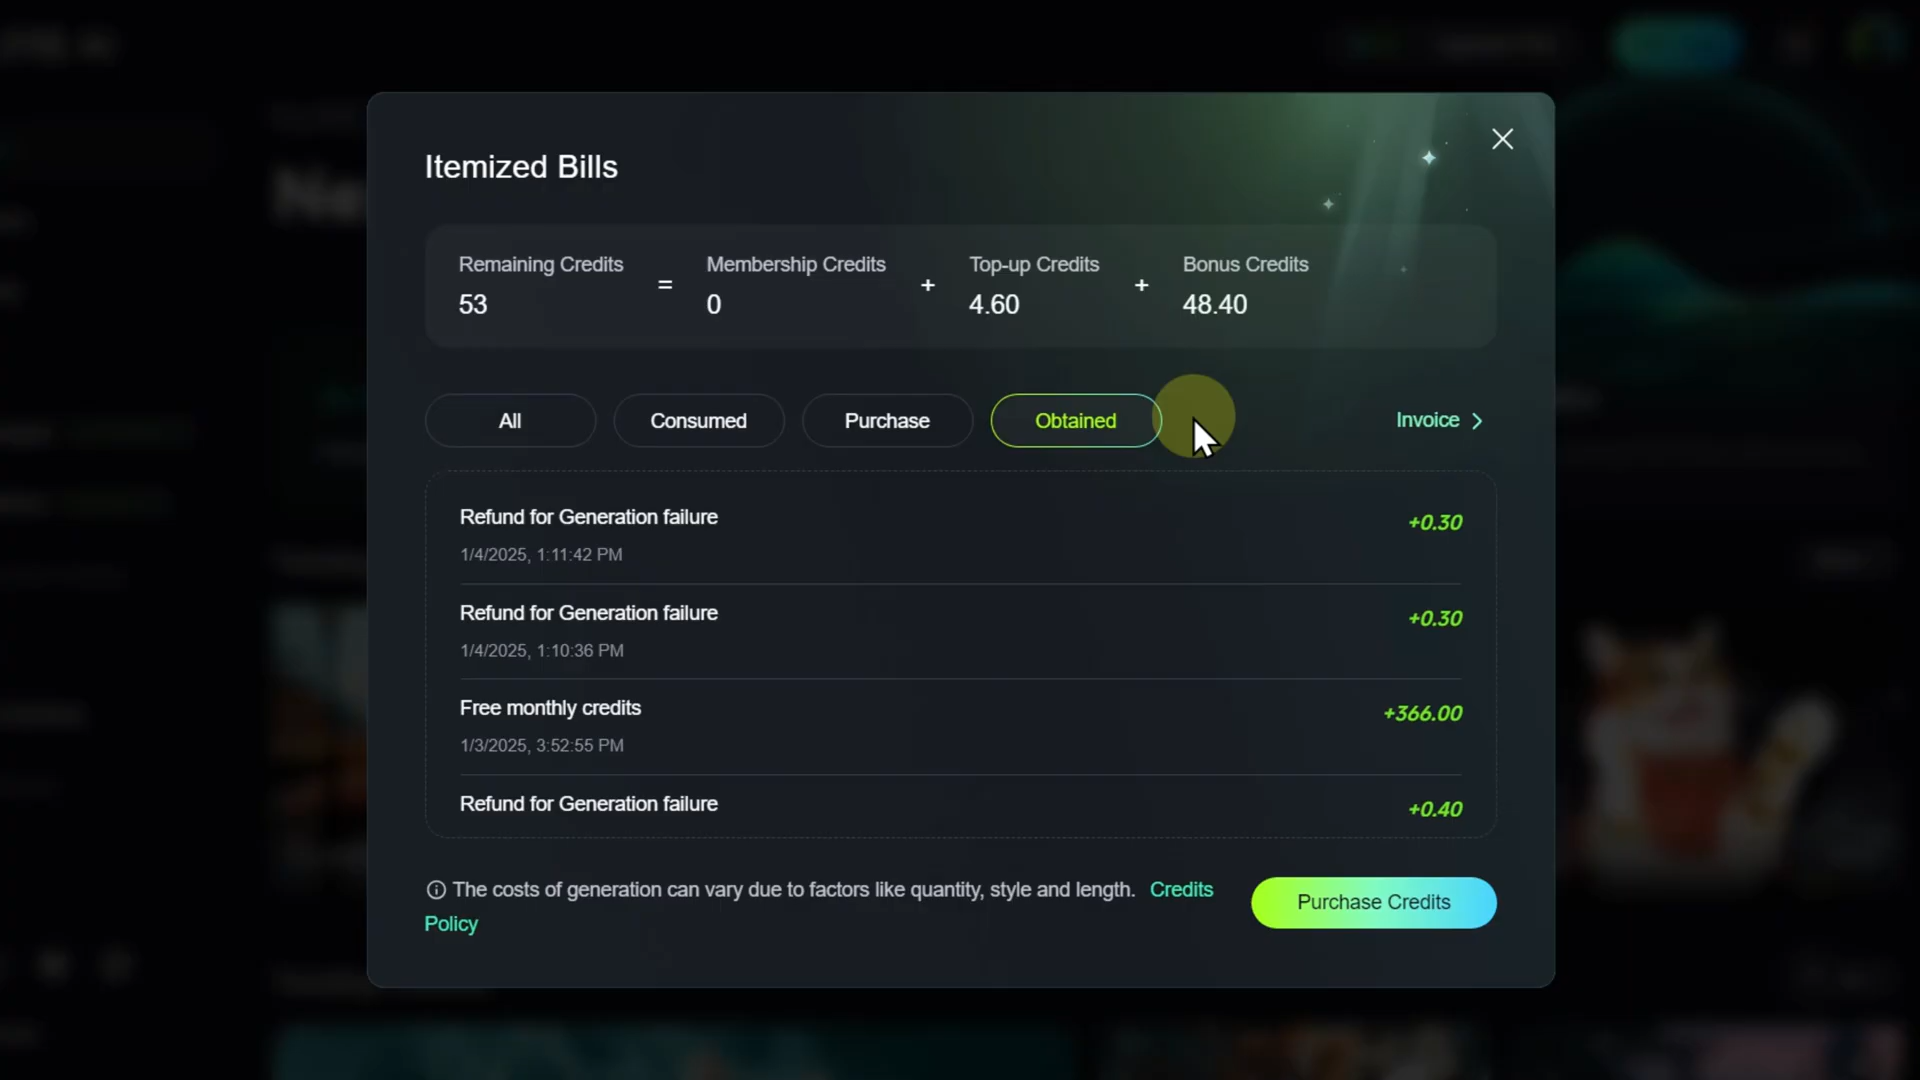 Itemized Bills
Remaining Credits = Membership Credits + Top-up Credits + Bonus Credits
53 0 4.60 48.40
All Consumed Purchase Obtained Invoice
Refund for Generation failure +0.30
1/4/2025, 1:11:42 PM
Refund for Generation failure +0.30
1/4/2025, 1:10:36 PM
Free monthly credits +366.00
1/3/2025, 3:52:55 PM
Refund for Generation failure +0.40
The costs of generation can vary due to factors like quantity, style and length. Credits
Policy
Purchase Credits